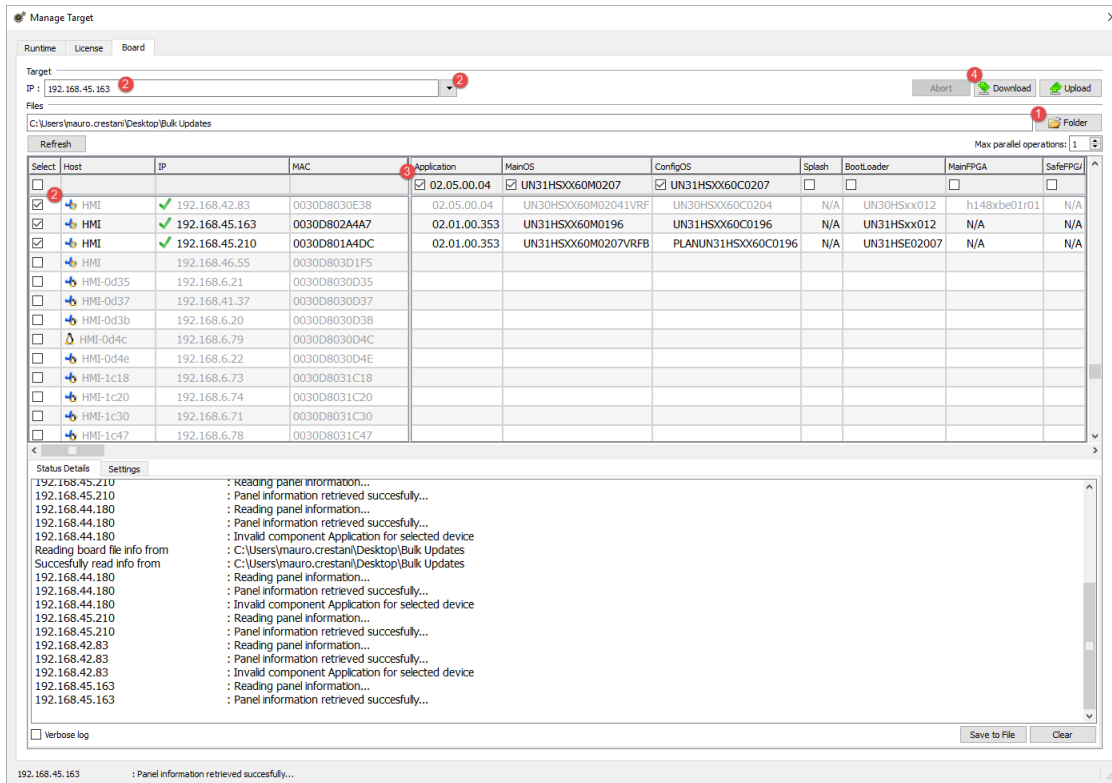 Manage Target
Runtime License Board
Target
IP : 192.168.45.163 2 2 4
Abort Download Upload
Files
C:\Users\mauro.crestani\Desktop\Bulk Updates 1 Folder
Refresh Max parallel operations: 1
Select Host IP MAC 3 Application MainOS ConfigOS Splash BootLoader MainFPGA SafeFPGA
02.05.00.04 UN31HSXX60M0207 UN31HSXX60C0207
2 HMI 192.168.42.83 0030D8030E38 02.05.00.04 UN30HSXX60M02041VRF UN30HSXX60C0204 N/A UN30HSxx012 h148xbe01r01 N/A
HMI 192.168.45.163 0030D802A4A7 02.01.00.353 UN31HSXX60M0196 UN31HSXX60C0196 N/A UN31HSxx012 N/A N/A
HMI 192.168.45.210 0030D801A4DC 02.01.00.353 UN31HSXX60M0207VRFB PLANUN31HSXX60C0196 N/A UN31HSE02007 N/A N/A
HMI 192.168.46.55 0030D803D1F5
HMI-0d35 192.168.6.21 0030D8030D35
HMI-0d37 192.168.41.37 0030D8030D37
HMI-0d3b 192.168.6.20 0030D8030D3B
HMI-0d4c 192.168.6.79 0030D8030D4C
HMI-0d4e 192.168.6.22 0030D8030D4E
HMI-1c18 192.168.6.73 0030D8031C18
HMI-1c20 192.168.6.74 0030D8031C20
HMI-1c30 192.168.6.71 0030D8031C30
HMI-1c47 192.168.6.78 0030D8031C47
Status Details Settings
192.168.45.210 : Reading panel information...
192.168.45.210 : Panel information retrieved succesfully...
192.168.44.180 : Reading panel information...
192.168.44.180 : Panel information retrieved succesfully...
192.168.44.180 : Invalid component Application for selected device
Reading board file info from : C:\Users\mauro.crestani\Desktop\Bulk Updates
Succesfully read info from : C:\Users\mauro.crestani\Desktop\Bulk Updates
192.168.44.180 : Reading panel information...
192.168.44.180 : Panel information retrieved succesfully...
192.168.44.180 : Invalid component Application for selected device
192.168.45.210 : Reading panel information...
192.168.45.210 : Panel information retrieved succesfully...
192.168.42.83 : Reading panel information...
192.168.42.83 : Panel information retrieved succesfully...
192.168.42.83 : Invalid component Application for selected device
192.168.45.163 : Reading panel information...
192.168.45.163 : Panel information retrieved succesfully...
Verbose log Save to File Clear
192.168.45.163 : Panel information retrieved succesfully...